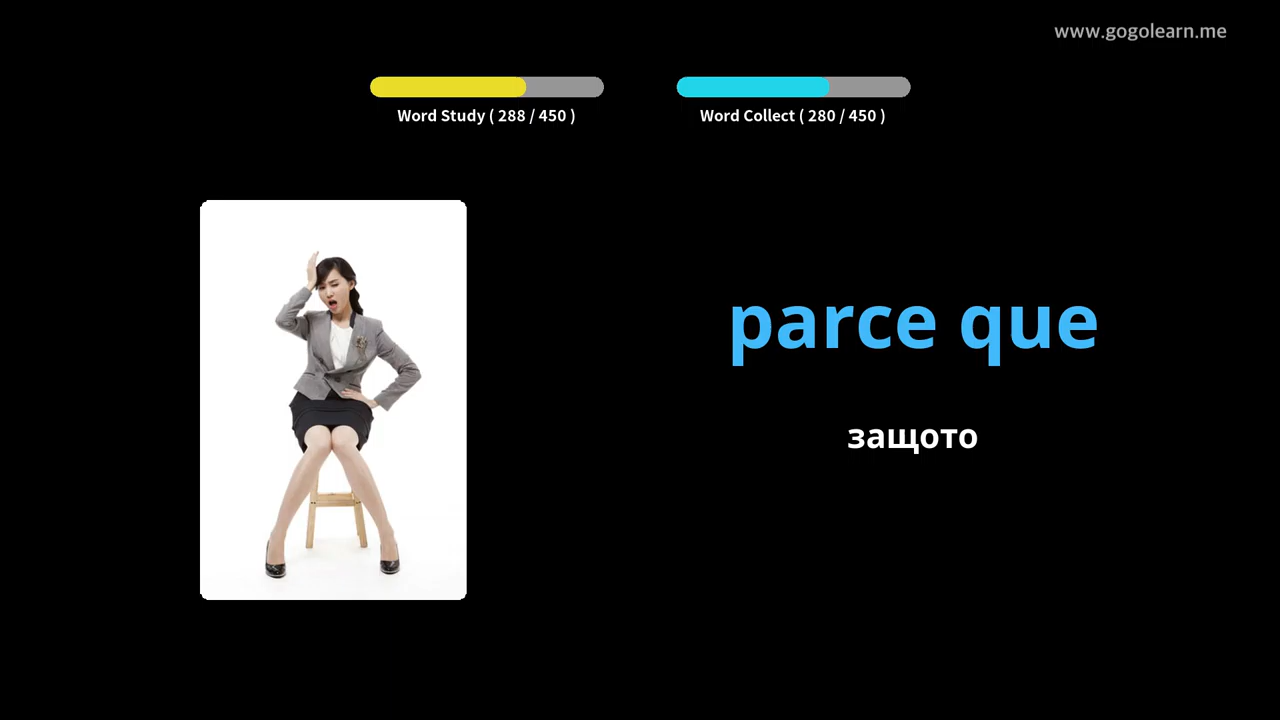 www.gogolearn.me
Word Study ( 288 / 450 )
Word Collect ( 280 / 450 )
parce que
защото